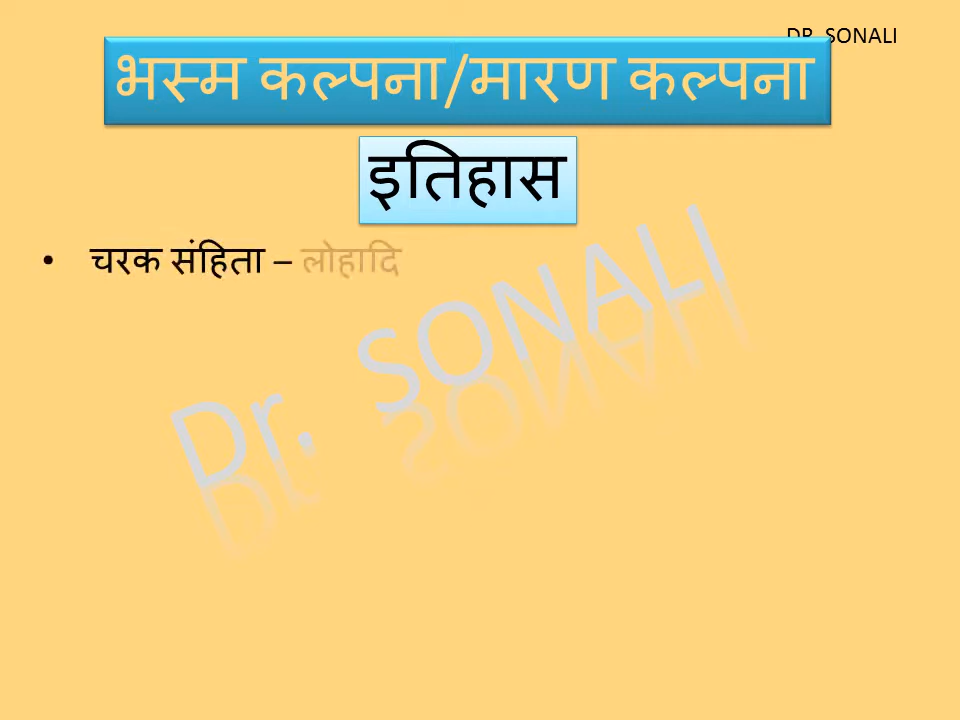 DR. SONALI
भस्म कल्पना/मारण कल्पना
इतिहास
• चरक संहिता – लोहादि
Dr. SONALI